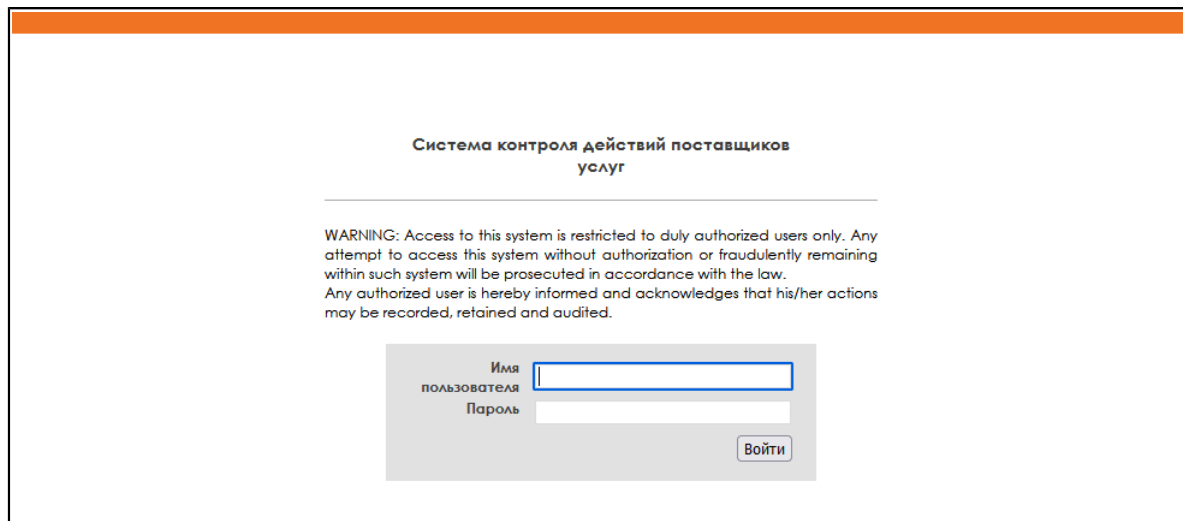 Система контроля действий поставщиков
услуг
WARNING: Access to this system is restricted to duly authorized users only. Any
attempt to access this system without authorization or fraudulently remaining
within such system will be prosecuted in accordance with the law.
Any authorized user is hereby informed and acknowledges that his/her actions
may be recorded, retained and audited.
Имя
пользователя
Пароль
Войти